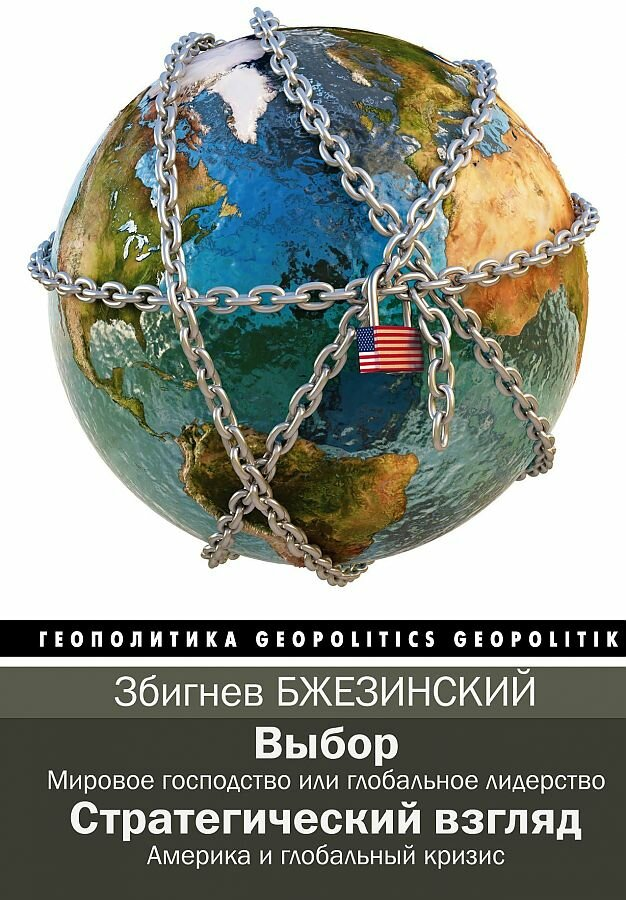 ГЕОПОЛИТИКА GEOPOLITICS GEOPOLITIK
Збигнев БЖЕЗИНСКИЙ
Выбор
Мировое господство или глобальное лидерство
Стратегический взгляд
Америка и глобальный кризис